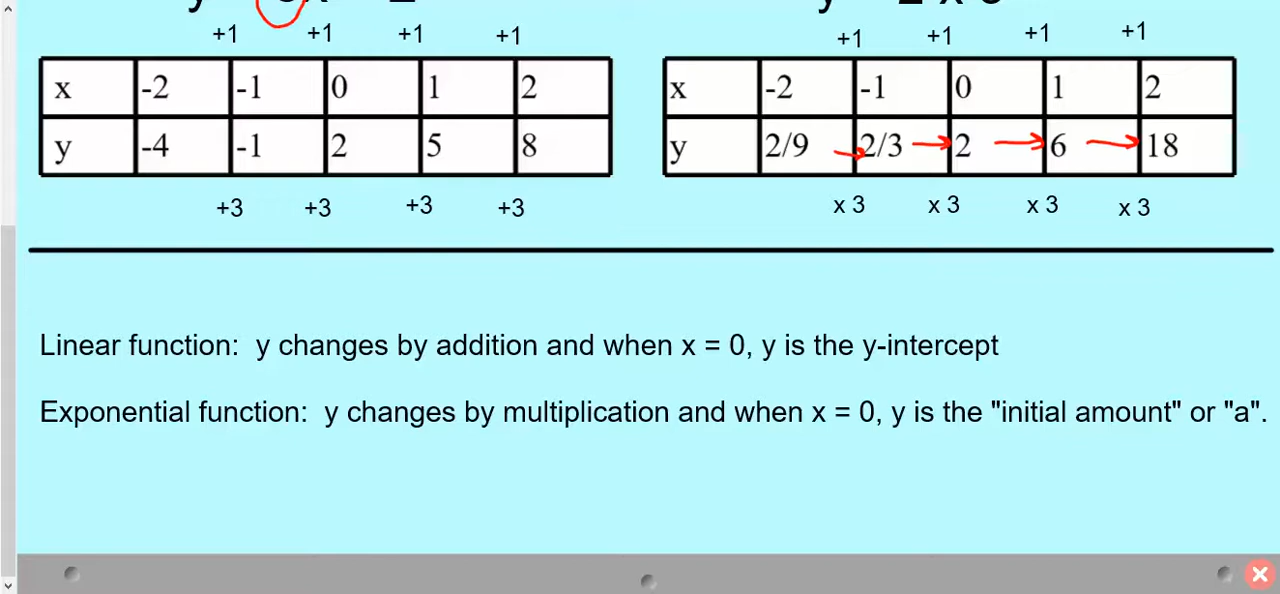 +1 +1 +1 +1
x -2 -1 0 1 2
y -4 -1 2 5 8
+3 +3 +3 +3
+1 +1 +1 +1
x -2 -1 0 1 2
y 2/9 2/3 2 6 18
x 3 x 3 x 3 x 3
Linear function: y changes by addition and when x = 0, y is the y-intercept
Exponential function: y changes by multiplication and when x = 0, y is the "initial amount" or "a".